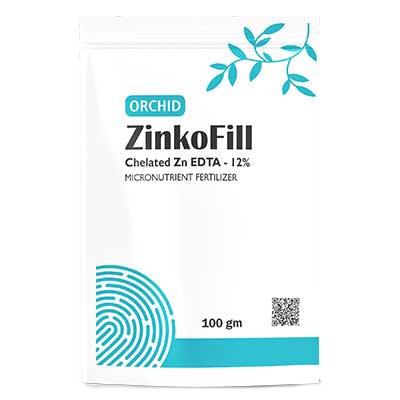 ORCHID
ZinkoFill
Chelated Zn EDTA - 12%
MICRONUTRIENT FERTILIZER
100 gm